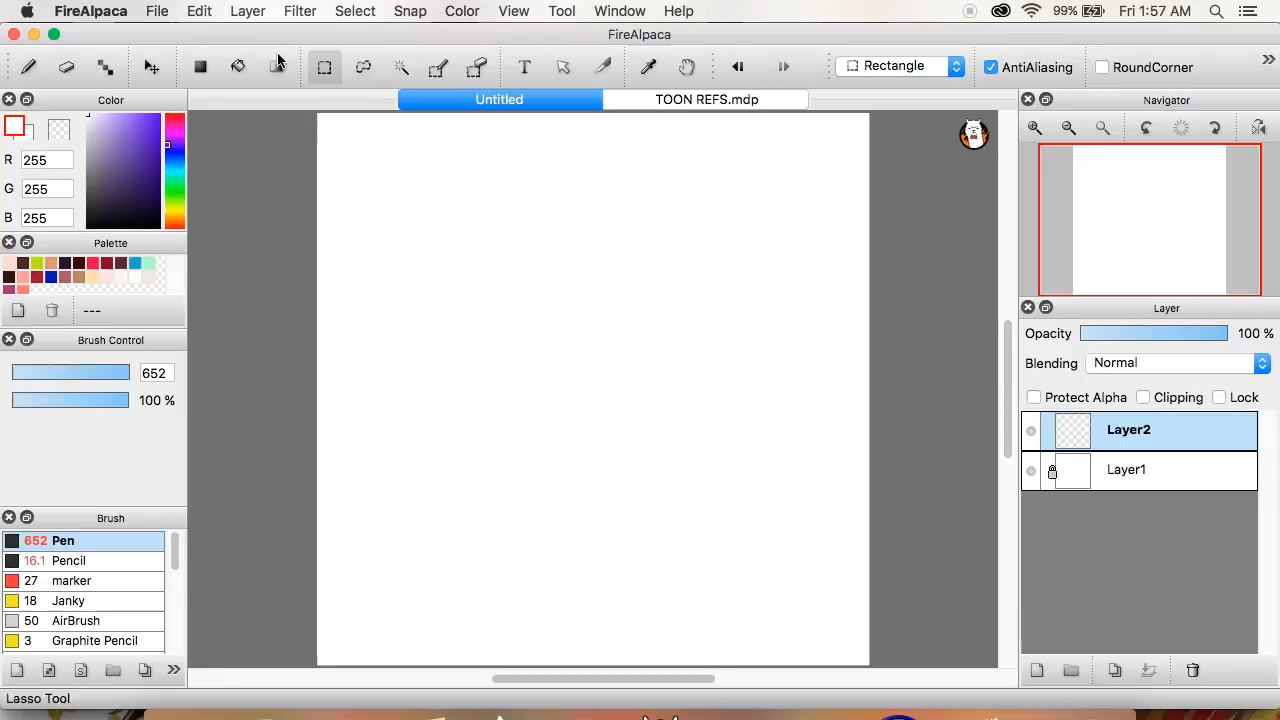 FireAlpaca File Edit Layer Filter Select Snap Color View Tool Window Help 99% Fri 1:57 AM
FireAlpaca
Rectangle AntiAliasing RoundCorner
Color Untitled TOON REFS.mdp Navigator
R 255
G 255
B 255
Palette
---
Layer
Opacity 100 %
Brush Control
Blending Normal
652
100 %
Protect Alpha Clipping Lock
Layer2
Layer1
Brush
652 Pen
16.1 Pencil
27 marker
18 Janky
50 AirBrush
3 Graphite Pencil
Lasso Tool